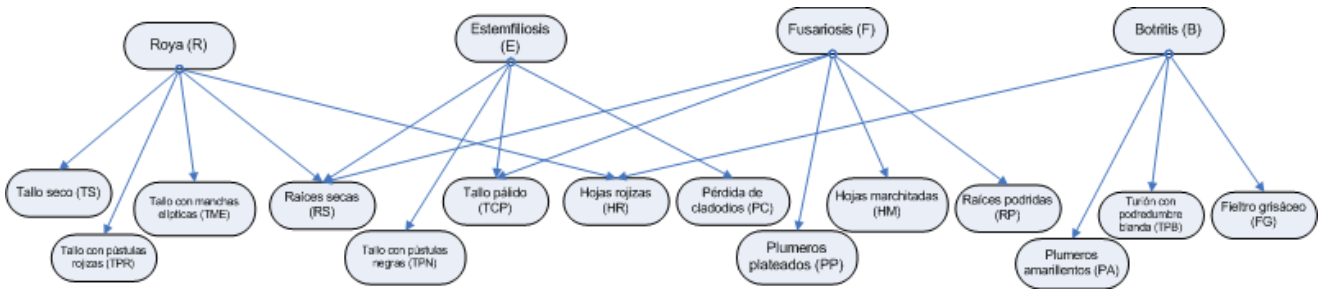 Roya (R)
Estemfiliosis
(E)
Fusariosis (F)
Botritis (B)
Tallo seco (TS)
Tallo con manchas
elípticas (TME)
Raíces secas
(RS)
Tallo pálido
(TCP)
Hojas rojizas
(HR)
Pérdida de
cladodios (PC)
Hojas marchitadas
(HM)
Raíces podridas
(RP)
Turión con
podredumbre
blanda (TPB)
Fieltro grisáceo
(FG)
Tallo con pústulas
rojizas (TPR)
Tallo con pústulas
negras (TPN)
Plumeros
plateados (PP)
Plumeros
amarillentos (PA)